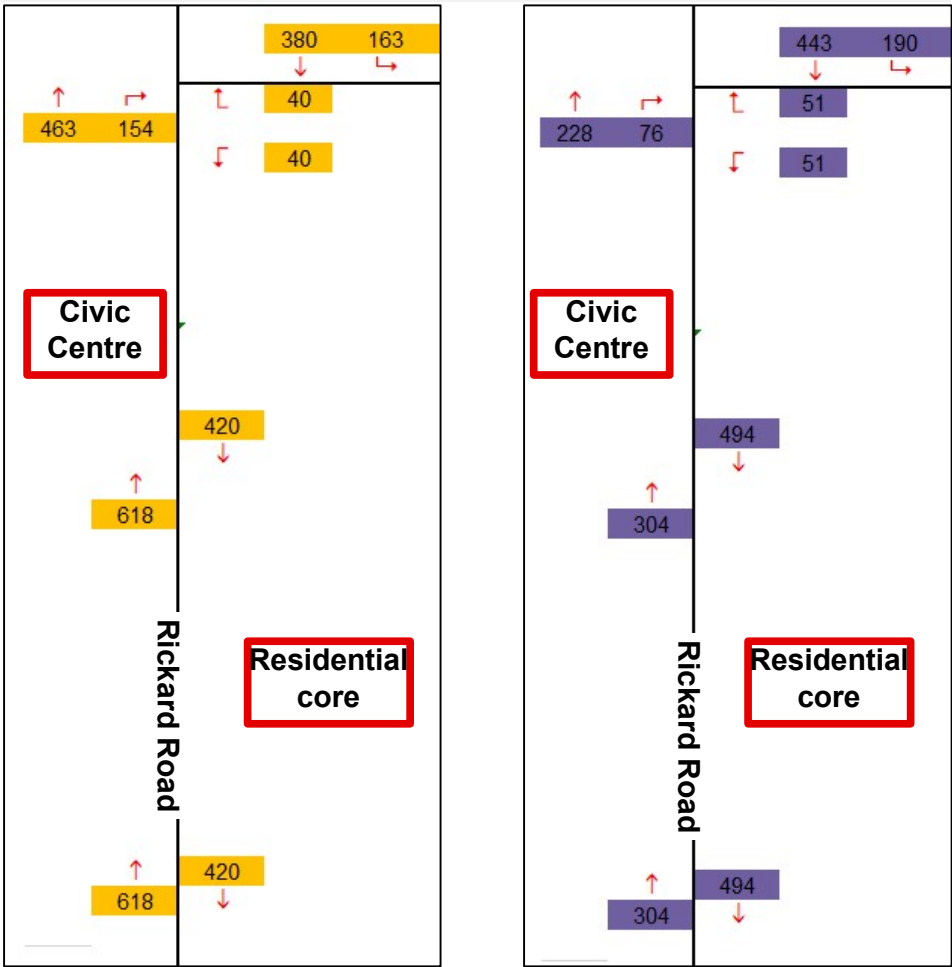 380 163
40
463 154
40
Civic
Centre
420
618
Rickard Road
Residential
core
420
618
443 190
51
228 76
51
Civic
Centre
494
304
Rickard Road
Residential
core
494
304